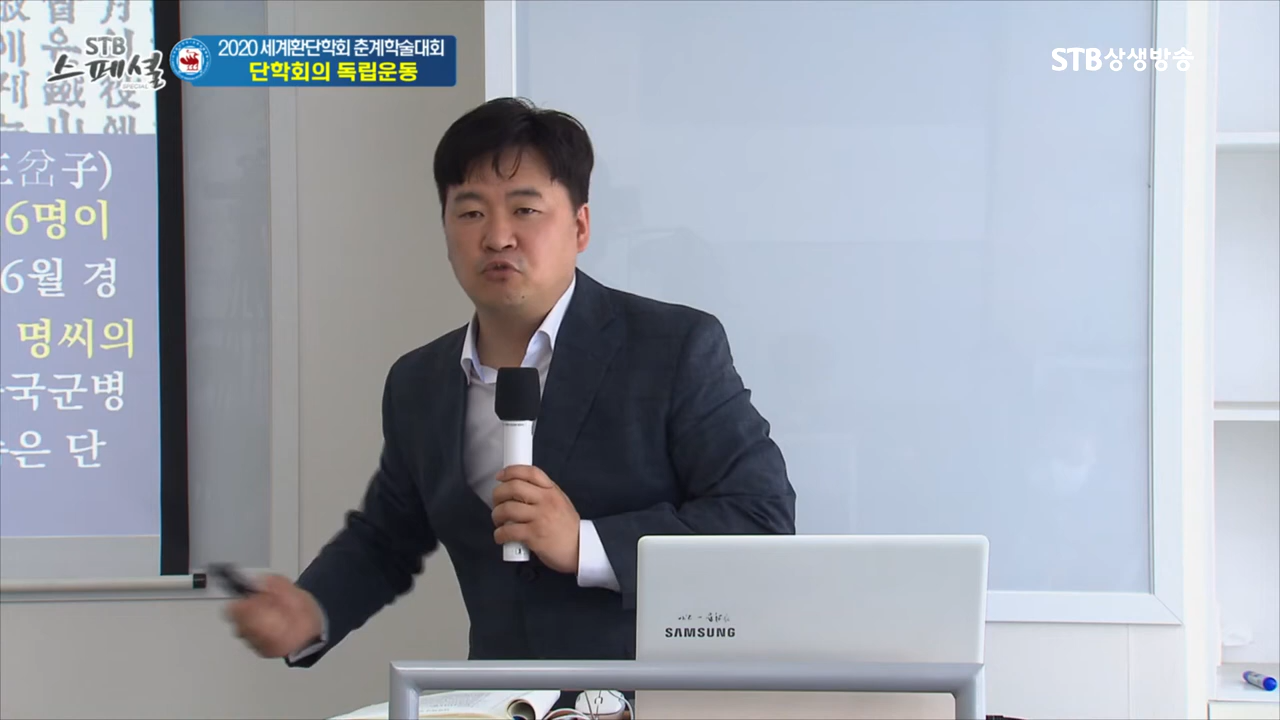 STB
스페셜
SPECIAL
2020 세계환단학회 춘계학술대회
단학회의 독립운동
STB상생방송
岔子)
6명이
6월 경
명씨의
국군병
은 단
SAMSUNG